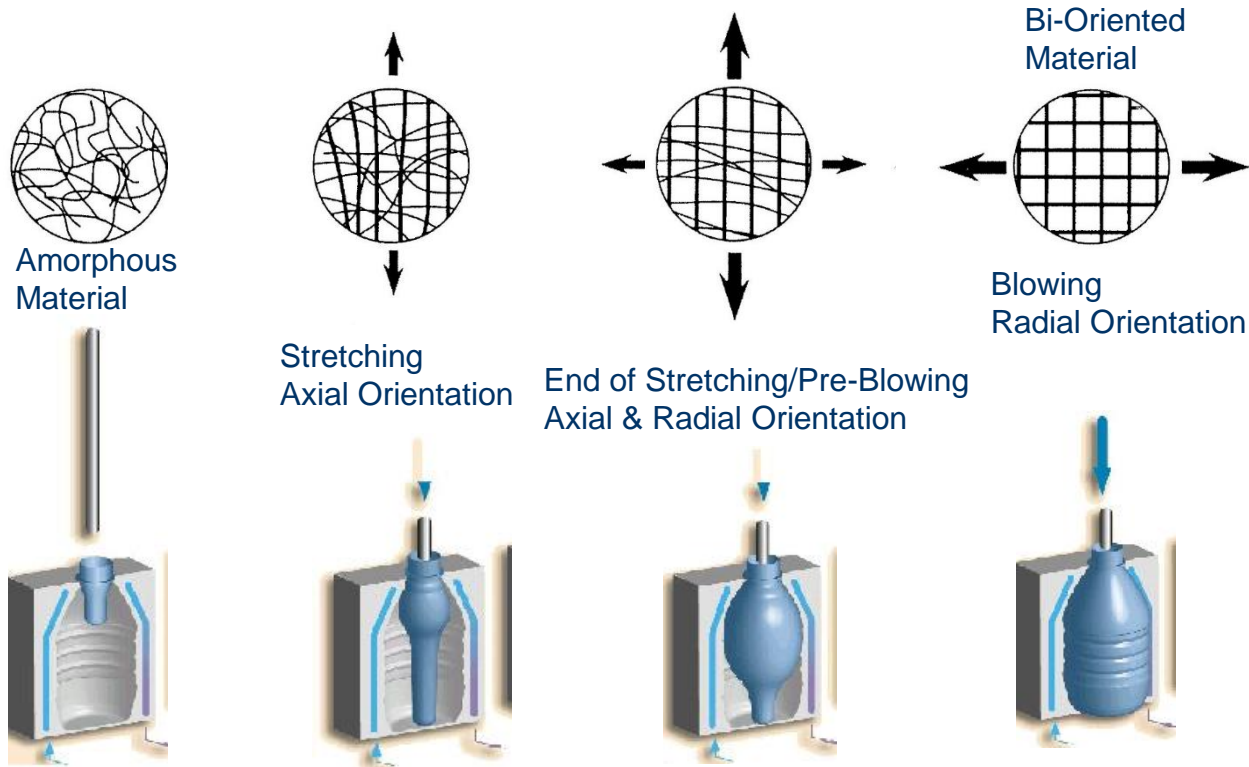 Amorphous
Material
Stretching
Axial Orientation
End of Stretching/Pre-Blowing
Axial & Radial Orientation
Bi-Oriented
Material
Blowing
Radial Orientation